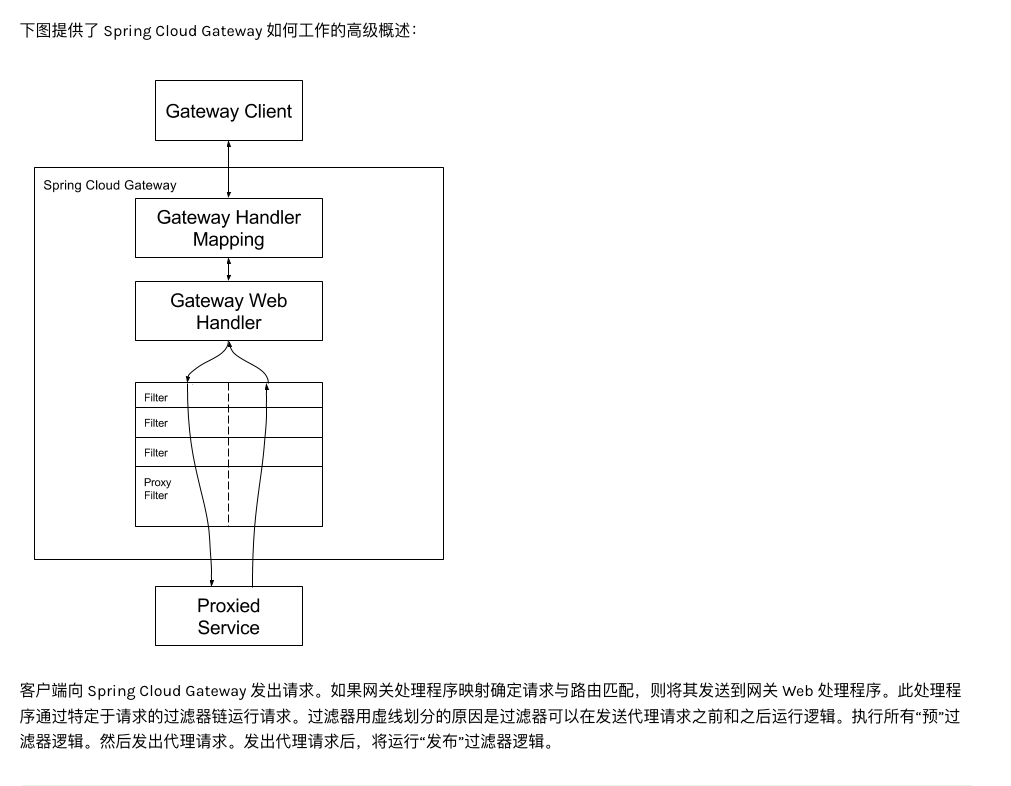 下图提供了 Spring Cloud Gateway 如何工作的高级概述：
Gateway Client
Spring Cloud Gateway
Gateway Handler
Mapping
Gateway Web
Handler
Filter
Filter
Filter
Proxy
Filter
Proxied
Service
客户端向 Spring Cloud Gateway 发出请求。如果网关处理程序映射确定请求与路由匹配，则将其发送到网关 Web 处理程序。此处理程
序通过特定于请求的过滤器链运行请求。过滤器用虚线划分的原因是过滤器可以在发送代理请求之前和之后运行逻辑。执行所有“预”过
滤器逻辑。然后发出代理请求。发出代理请求后，将运行“发布”过滤器逻辑。